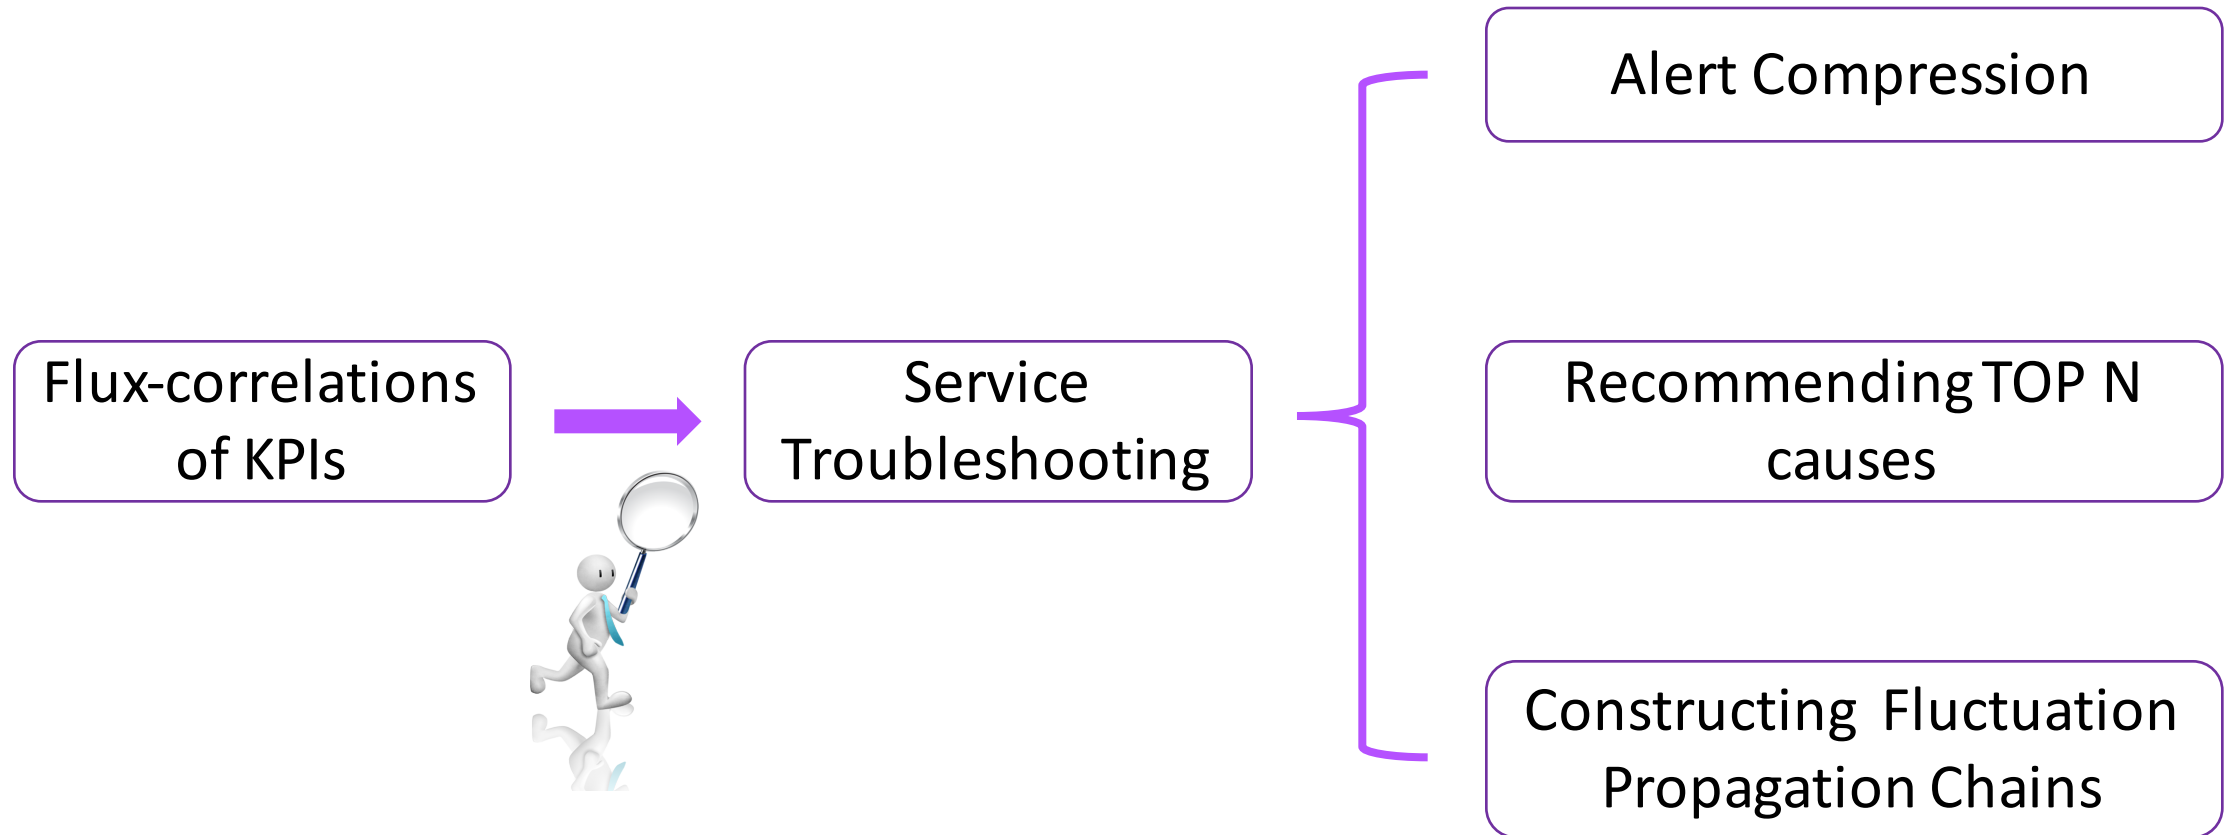 Flux-correlations
of KPIs
Service
Troubleshooting
Alert Compression
Recommending TOP N
causes
Constructing Fluctuation
Propagation Chains